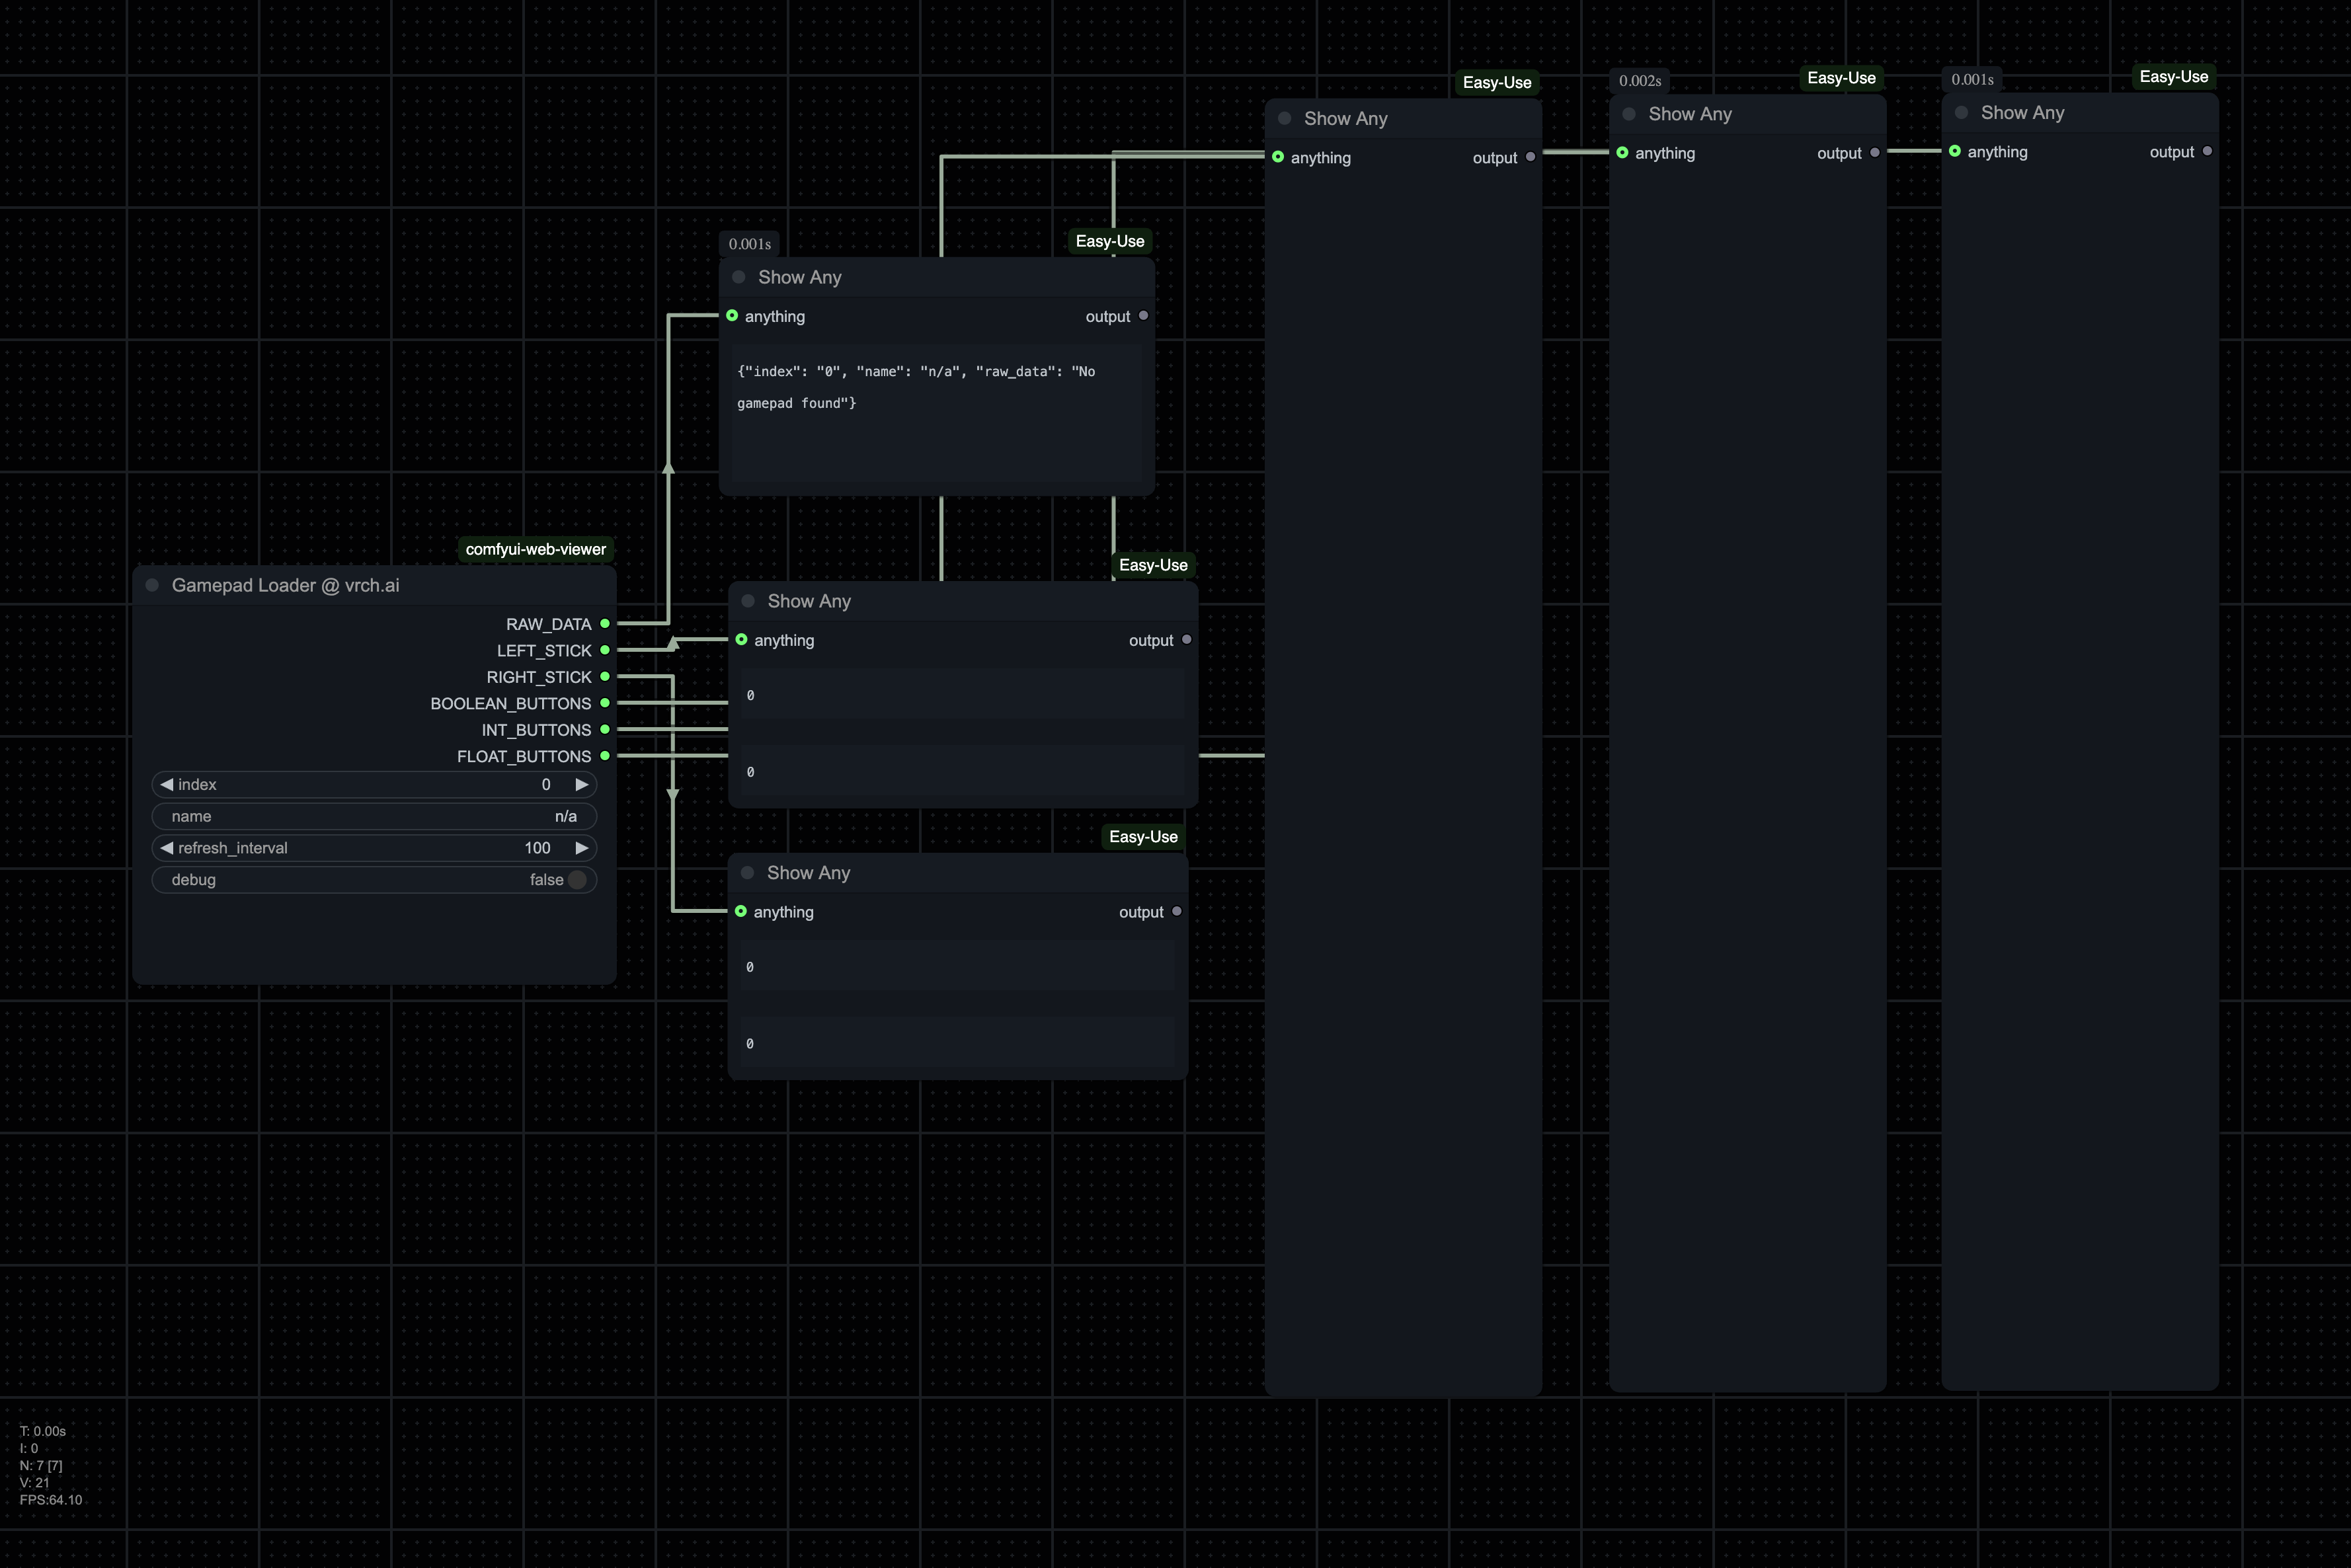 Easy-Use
Show Any
anything output
0.002s Easy-Use
Show Any
anything output
0.001s Easy-Use
Show Any
anything output
0.001s Easy-Use
Show Any
anything output
{"index": "0", "name": "n/a", "raw_data": "No
gamepad found"}
comfyui-web-viewer
Gamepad Loader @ vrch.ai
RAW_DATA
LEFT_STICK
RIGHT_STICK
BOOLEAN_BUTTONS
INT_BUTTONS
FLOAT_BUTTONS
index 0
name n/a
refresh_interval 100
debug false
Easy-Use
Show Any
anything output
0
0
Easy-Use
Show Any
anything output
0
0
T: 0.00s
I: 0
N: 7 [7]
V: 21
FPS:64.10